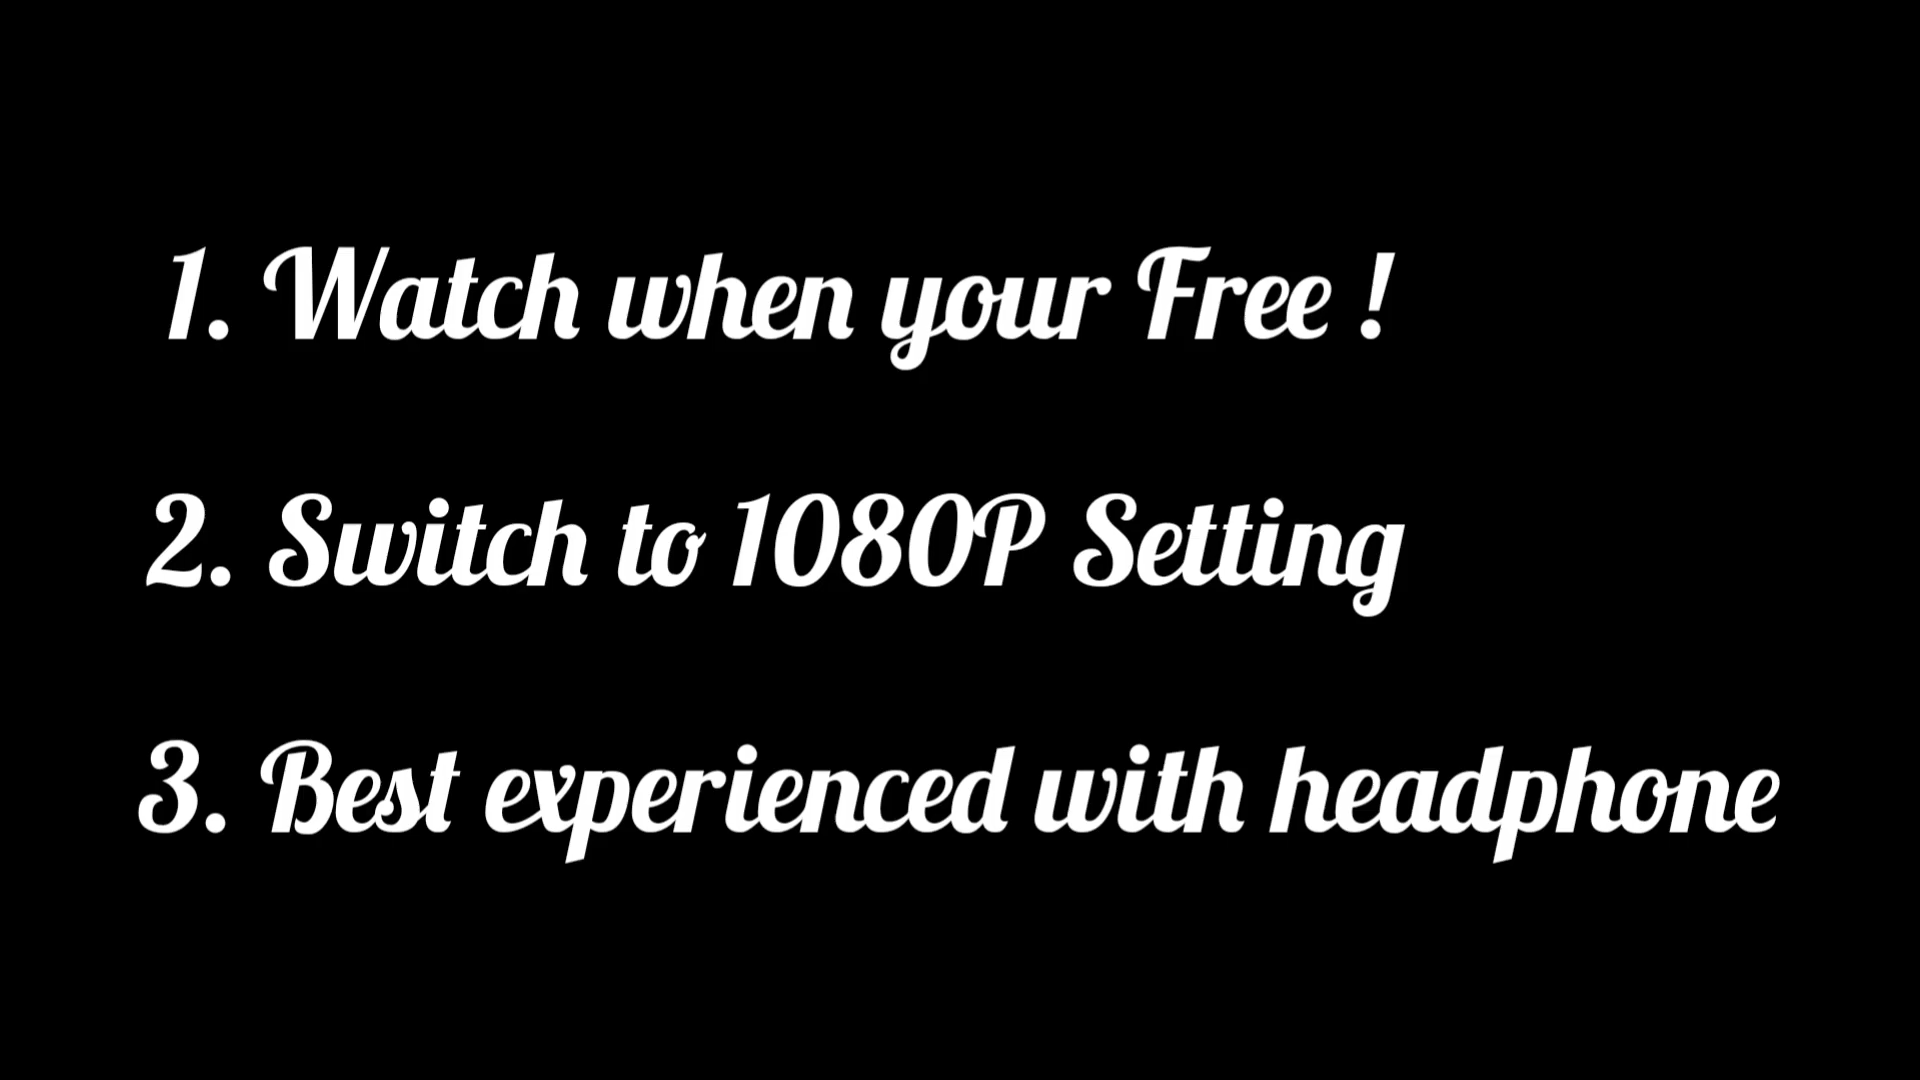 1. Watch when your Free !
2. Switch to 1080P Setting
3. Best experienced with headphone